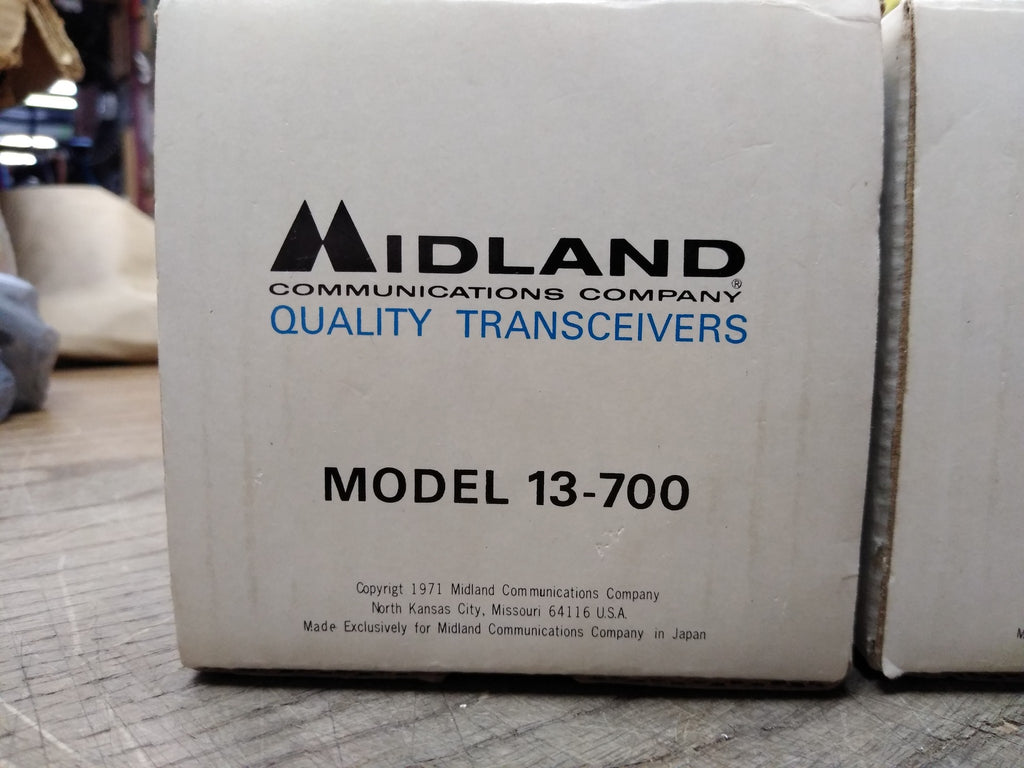 MIDLAND®
COMMUNICATIONS COMPANY
QUALITY TRANSCEIVERS
MODEL 13-700
Copyrigt 1971 Midland Communications Company
North Kansas City, Missouri 64116 U.S.A.
Made Exclusively for Midland Communications Company in Japan